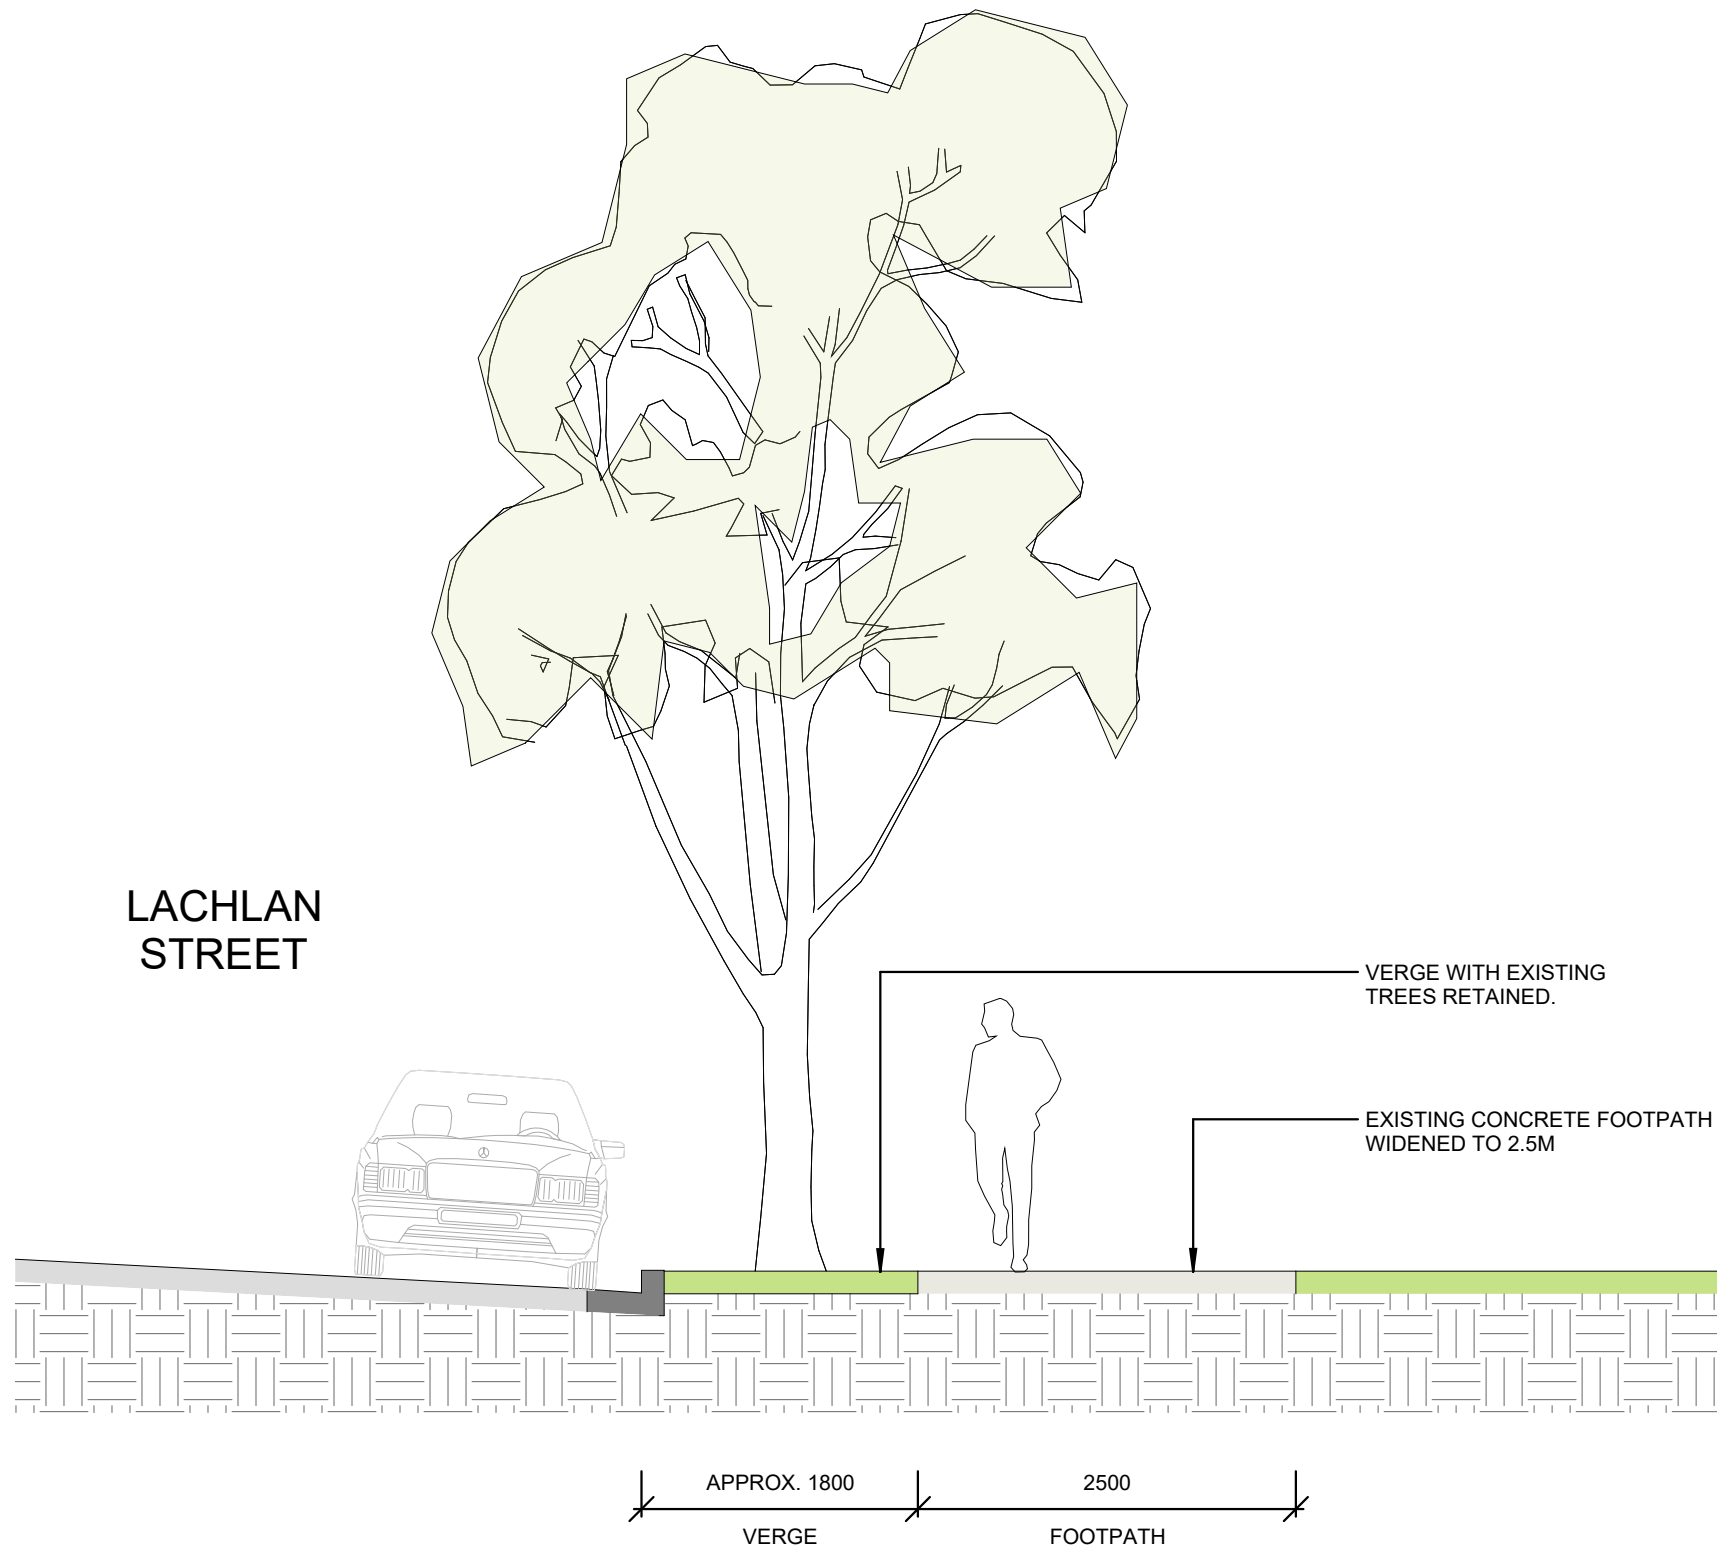 LACHLAN
STREET
VERGE WITH EXISTING
TREES RETAINED.
EXISTING CONCRETE FOOTPATH
WIDENED TO 2.5M
APPROX. 1800
2500
VERGE
FOOTPATH